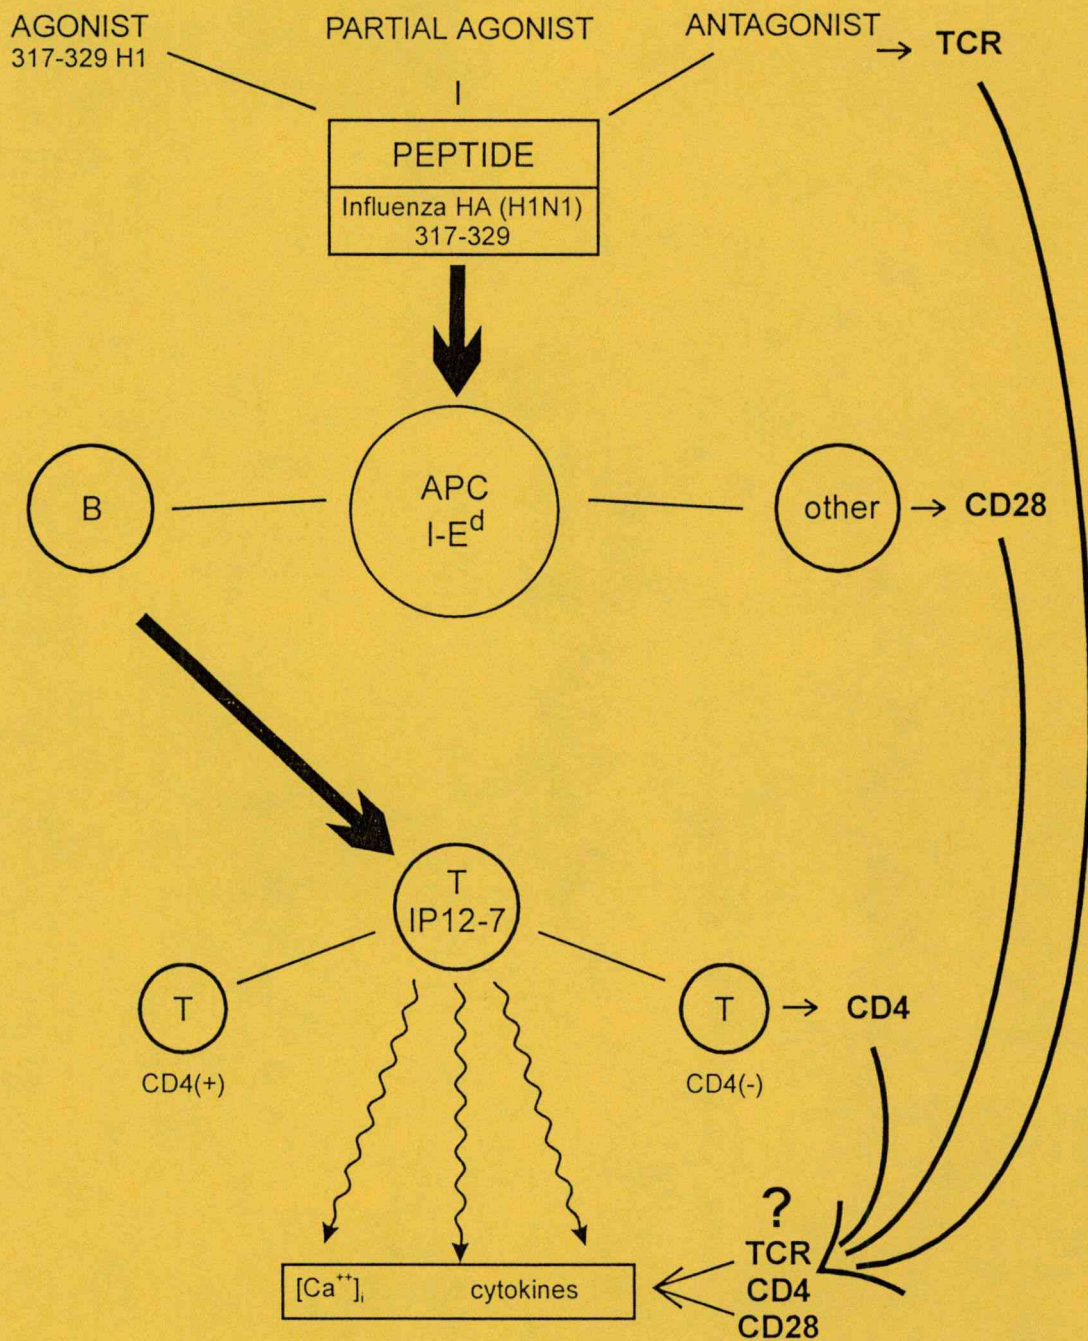 AGONIST
317-329 H1
PARTIAL AGONIST
ANTAGONIST → TCR
I
PEPTIDE
Influenza HA (H1N1)
317-329
B
APC
I-E^d
other → CD28
T
IP12-7
T
CD4(+)
T → CD4
CD4(-)
?
TCR
CD4
CD28
[Ca⁺⁺]ᵢ cytokines